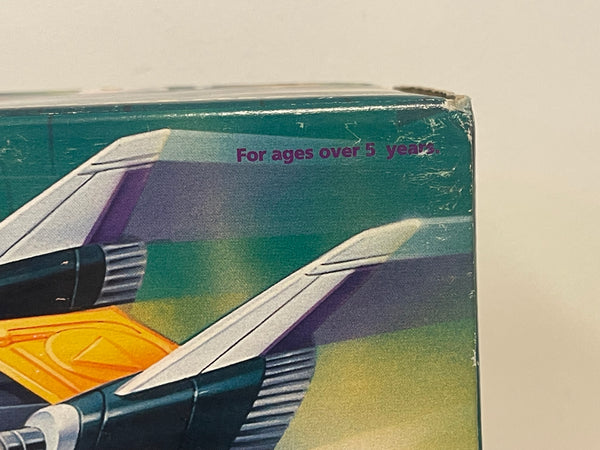 For ages over 5 years.